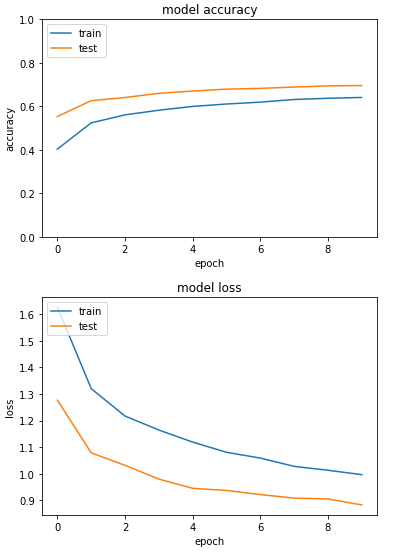 model accuracy
1.0
train
test
0.8
0.6
accuracy
0.4
0.2
0.0
0 2 4 6 8
epoch
model loss
1.6
train
test
1.5
1.4
1.3
1.2
loss
1.1
1.0
0.9
0 2 4 6 8
epoch